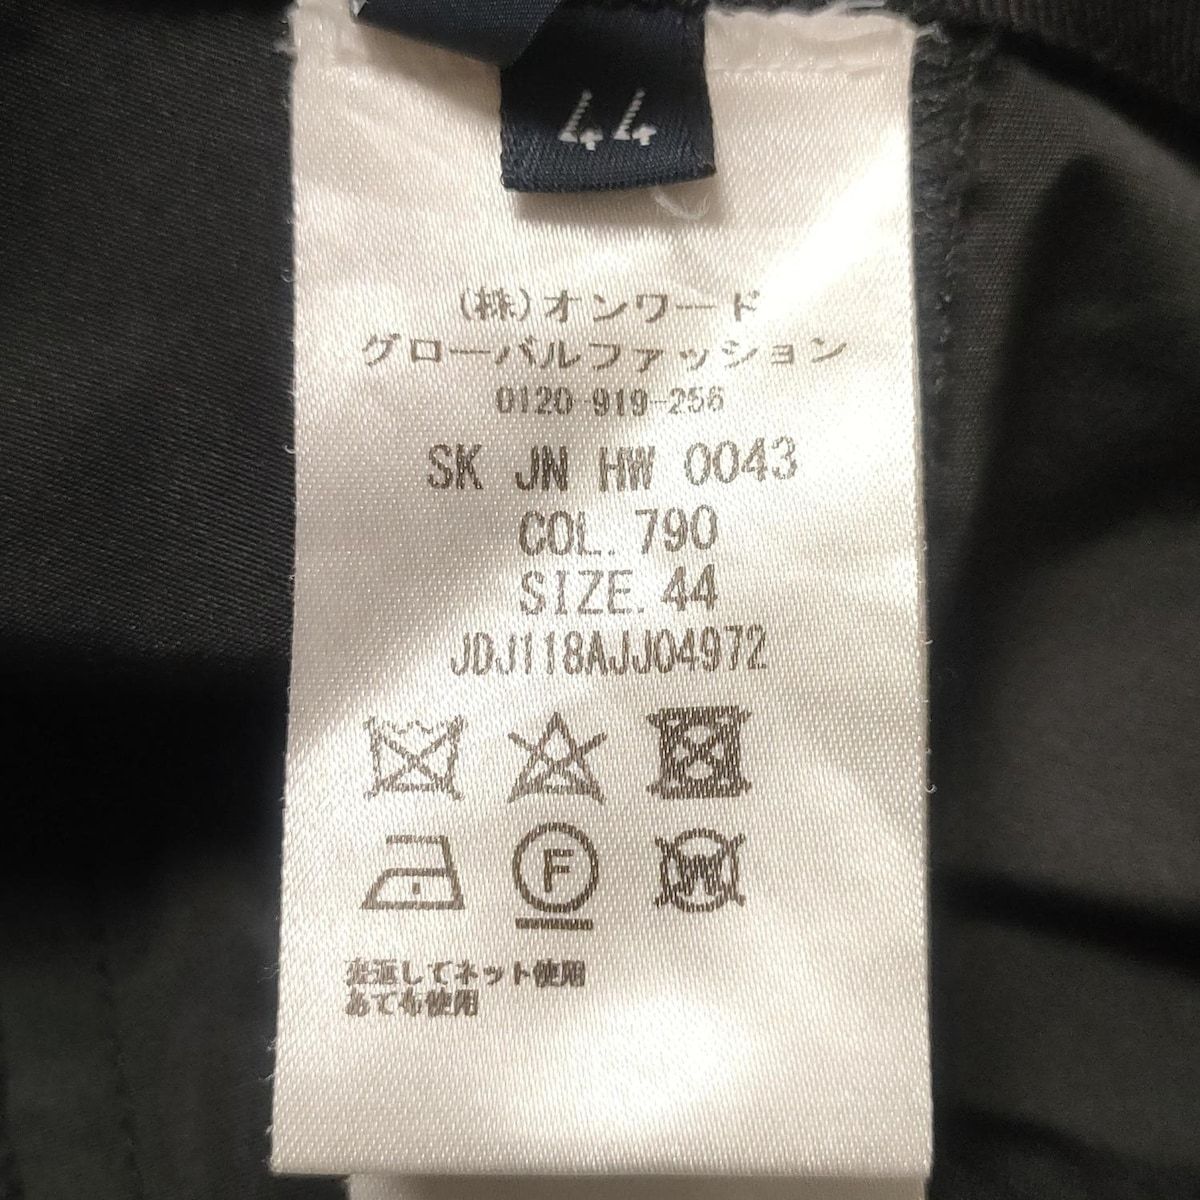 44
(株)オンワード
グローバルファッション
0120-919-256
SK JN HW 0043
COL. 790
SIZE. 44
JDJ118AJJ04972
F
W
裏返してネット使用
あて布使用